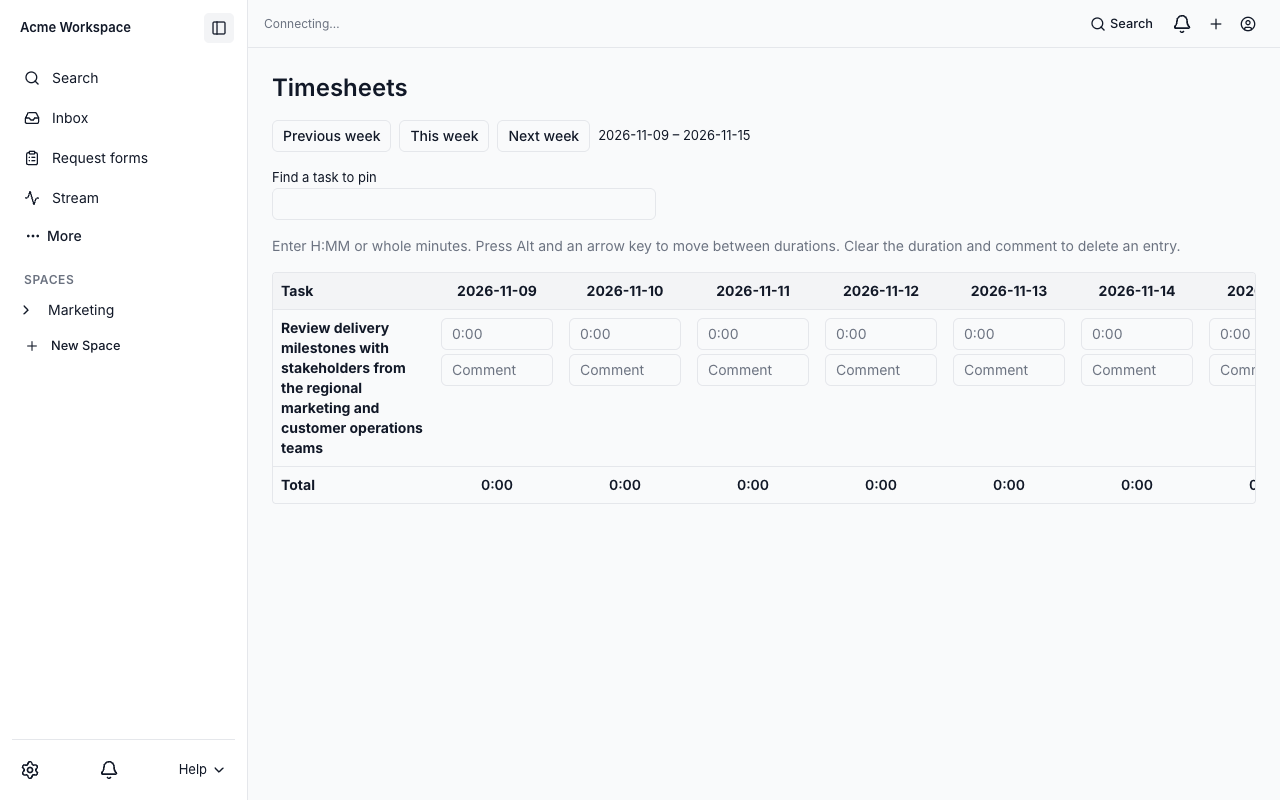 Acme Workspace
Connecting...
Search
Search
Inbox
Request forms
Stream
More
SPACES
Marketing
New Space
Help
Timesheets
Previous week
This week
Next week
2026-11-09 – 2026-11-15
Find a task to pin
Enter H:MM or whole minutes. Press Alt and an arrow key to move between durations. Clear the duration and comment to delete an entry.
Task 2026-11-09 2026-11-10 2026-11-11 2026-11-12 2026-11-13 2026-11-14 202
Review delivery
milestones with
stakeholders from
the regional
marketing and
customer operations
teams
0:00 0:00 0:00 0:00 0:00 0:00 0:00
Comment Comment Comment Comment Comment Comment Comm
Total 0:00 0:00 0:00 0:00 0:00 0:00